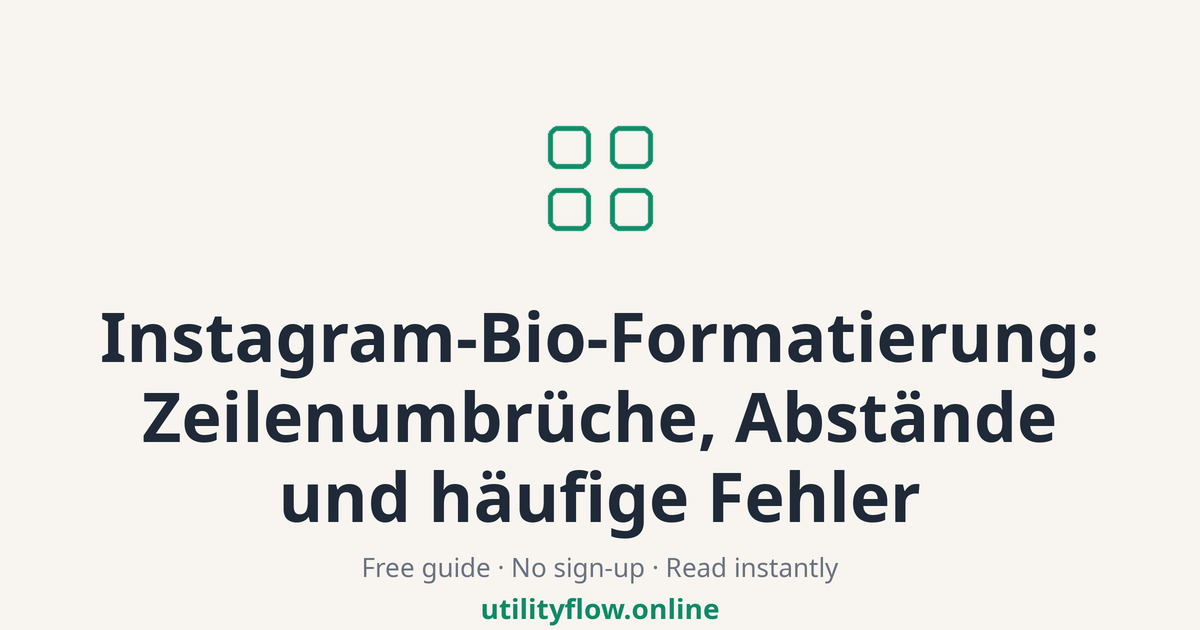 Instagram-Bio-Formatierung:
Zeilenumbrüche, Abstände
und häufige Fehler
Free guide · No sign-up · Read instantly
utilityflow.online